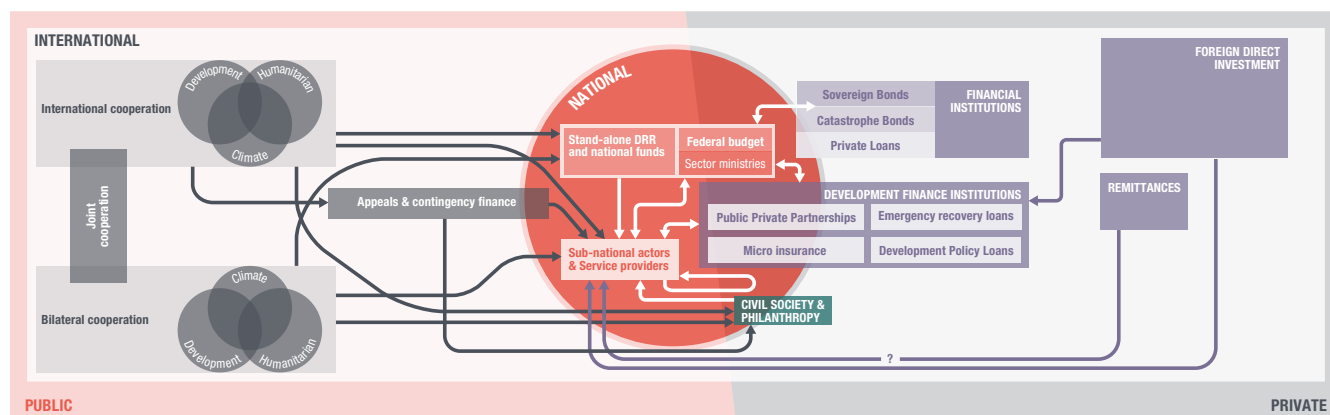 INTERNATIONAL
International cooperation
Development
Humanitarian
Climate
Joint
cooperation
Bilateral cooperation
Climate
Development
Humanitarian
Appeals & contingency finance
NATIONAL
Stand-alone DRR
and national funds
Federal budget
Sector ministries
Sub-national actors
& Service providers
Sovereign Bonds
Catastrophe Bonds
Private Loans
FINANCIAL
INSTITUTIONS
DEVELOPMENT FINANCE INSTITUTIONS
Public Private Partnerships
Emergency recovery loans
Micro insurance
Development Policy Loans
CIVIL SOCIETY &
PHILANTHROPY
FOREIGN DIRECT
INVESTMENT
REMITTANCES
?
PUBLIC
PRIVATE